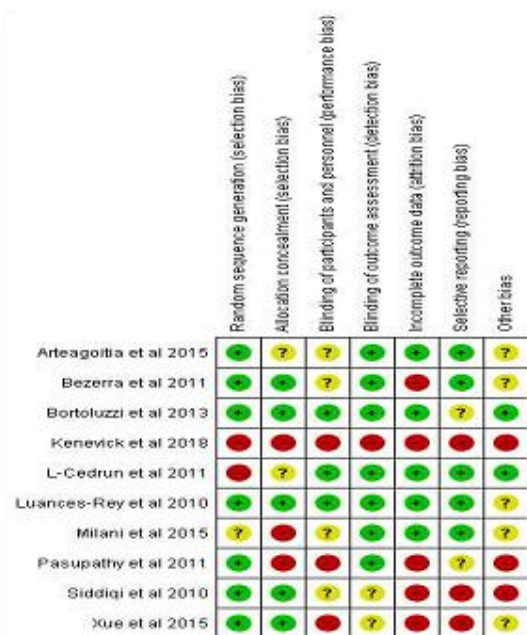 Random sequence generation (selection bias)
Allocation concealment (selection bias)
Blinding of participants and personnel (performance bias)
Blinding of outcome assessment (detection bias)
Incomplete outcome data (attrition bias)
Selective reporting (reporting bias)
Other bias
Arteagoitia et al 2015 + ? ? + + + ?
Bezerra et al 2011 + + ? + - + ?
Bortoluzzi et al 2013 + + + + + ? +
Kenevick et al 2018 - - - - - - -
L-Cedrun et al 2011 - ? + + + + +
Luances-Rey et al 2010 + + + + + + ?
Milani et al 2015 ? - ? + + + ?
Pasupathy et al 2011 + - - + - ? -
Siddiqi et al 2010 + + ? ? - - -
Xue et al 2015 + + - ? - - ?